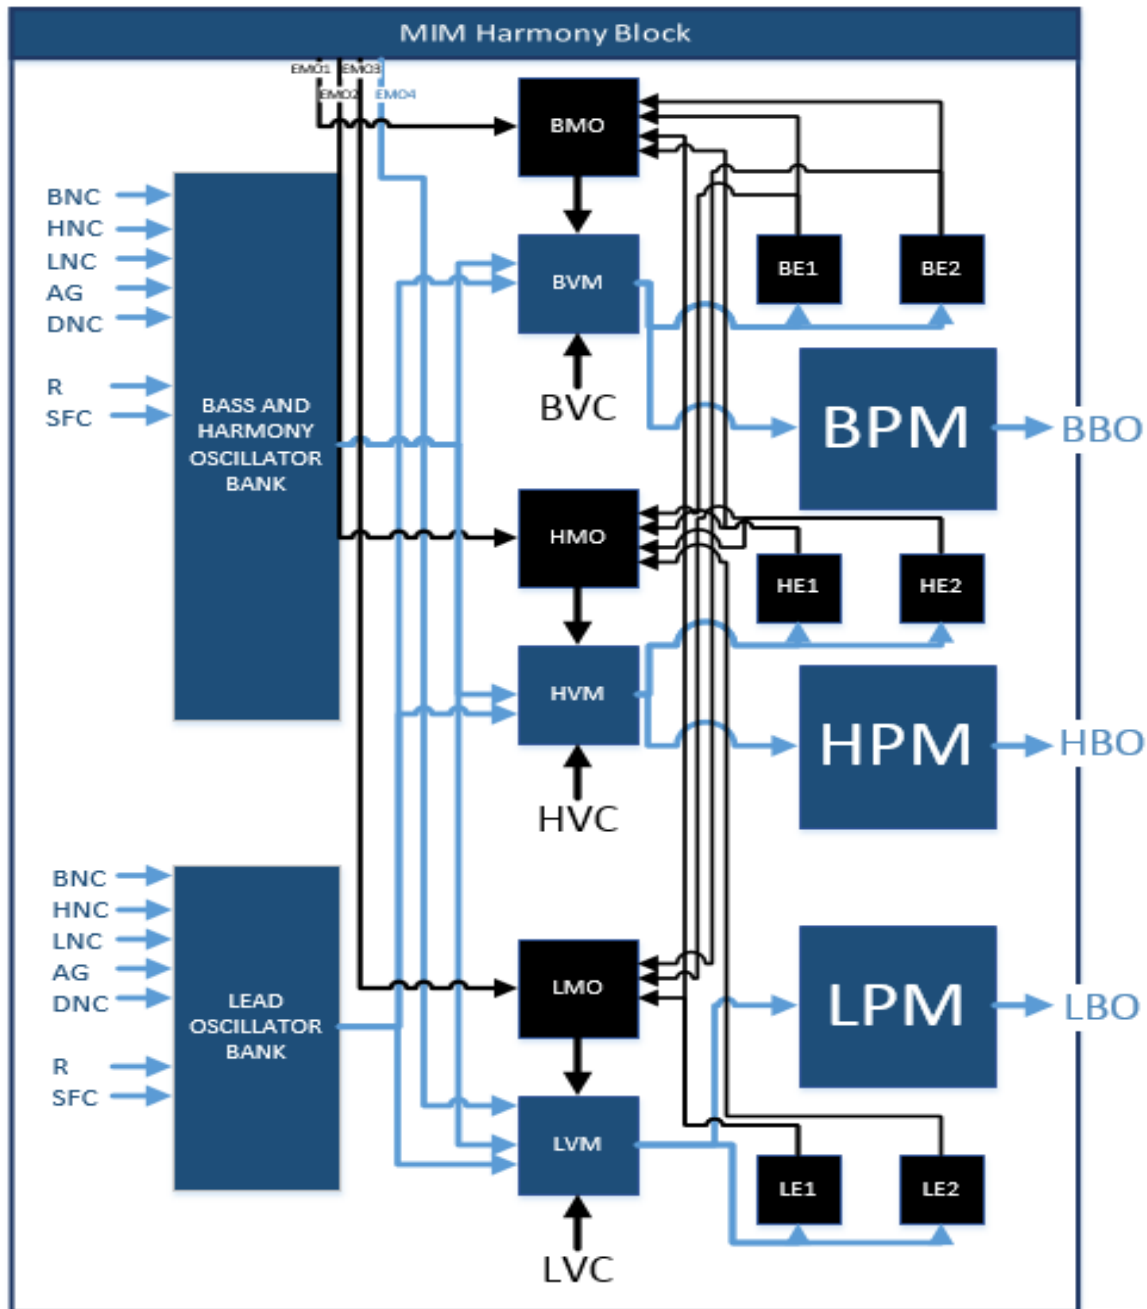 MIM Harmony Block
EMO1
EMO3
EMO2
EMO4
BMO
BNC
HNC
LNC
AG
DNC
R
SFC
BASS AND
HARMONY
OSCILLATOR
BANK
BVM
BE1
BE2
BVC
BPM
BBO
HMO
HE1
HE2
HVM
HPM
HBO
HVC
BNC
HNC
LNC
AG
DNC
R
SFC
LEAD
OSCILLATOR
BANK
LMO
LPM
LBO
LVM
LE1
LE2
LVC